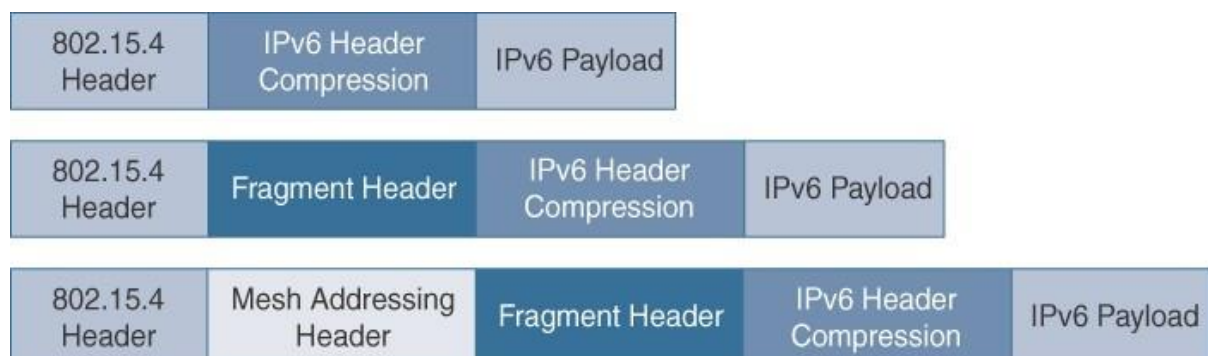 802.15.4 Header
IPv6 Header Compression
IPv6 Payload
802.15.4 Header
Fragment Header
IPv6 Header Compression
IPv6 Payload
802.15.4 Header
Mesh Addressing Header
Fragment Header
IPv6 Header Compression
IPv6 Payload